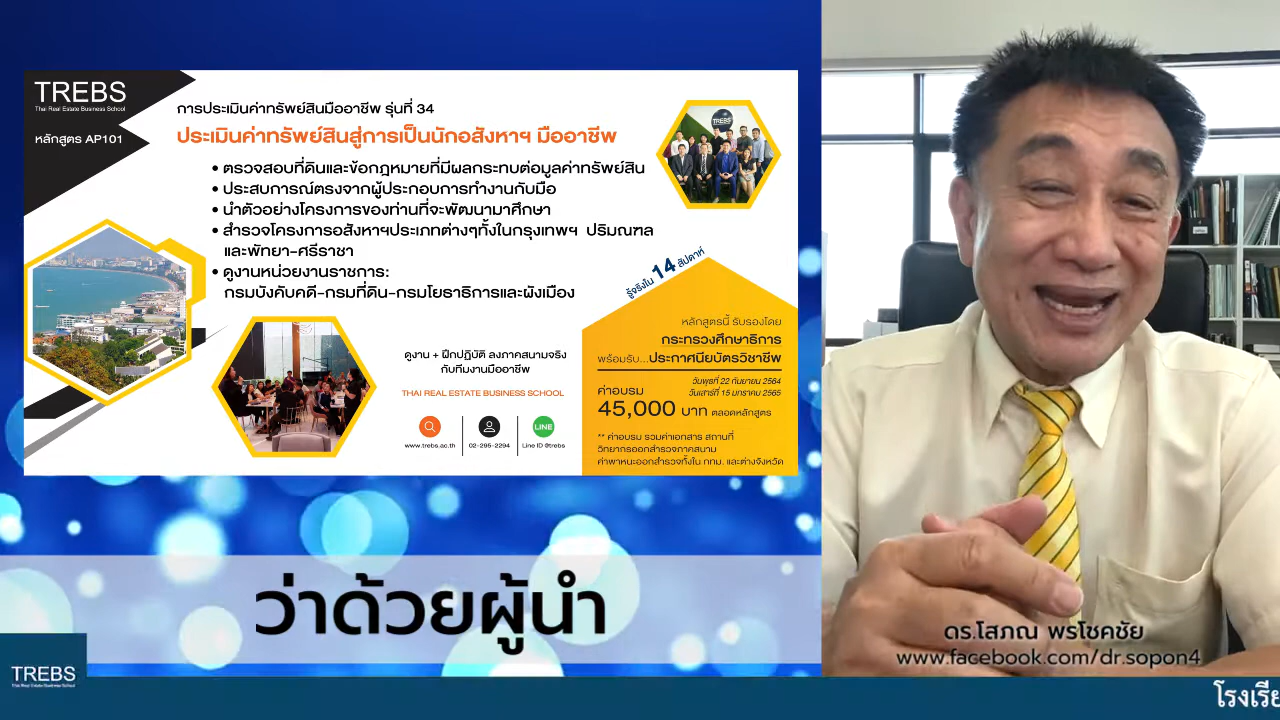 TREBS
Thai Real Estate Business School
หลักสูตร AP101
การประเมินค่าทรัพย์สินมืออาชีพ รุ่นที่ 34
ประเมินค่าทรัพย์สินสู่การเป็นนักอสังหาฯ มืออาชีพ
• ตรวจสอบที่ดินและข้อกฎหมายที่มีผลกระทบต่อมูลค่าทรัพย์สิน
• ประสบการณ์ตรงจากผู้ประกอบการทำงานกับมือ
• นำตัวอย่างโครงการของท่านที่จะพัฒนามาศึกษา
• สำรวจโครงการอสังหาฯประเภทต่างๆทั้งในกรุงเทพฯ ปริมณฑล
และพัทยา-ศรีราชา
• ดูงานหน่วยงานราชการ:
กรมบังคับคดี-กรมที่ดิน-กรมโยธาธิการและผังเมือง
TREBS
รู้จริงใน 14 สัปดาห์
หลักสูตรนี้ รับรองโดย
กระทรวงศึกษาธิการ
พร้อมรับ...ประกาศนียบัตรวิชาชีพ
วันพุธที่ 22 กันยายน 2564
วันเสาร์ที่ 15 มกราคม 2565
ค่าอบรม
45,000 บาท ตลอดหลักสูตร
** ค่าอบรม รวมค่าเอกสาร สถานที่
วิทยากรออกสำรวจภาคสนาม
ค่าพาหนะออกสำรวจทั้งใน กทม. และต่างจังหวัด
ดูงาน + ฝึกปฏิบัติ ลงภาคสนามจริง
กับทีมงานมืออาชีพ
THAI REAL ESTATE BUSINESS SCHOOL
LINE
www.trebs.ac.th
02-295-2294
Line ID @trebs
ว่าด้วยผู้นำ
ดร.โสภณ พรโชคชัย
www.facebook.com/dr.sopon4
TREBS
Thai Real Estate Business School
โรงเรีย